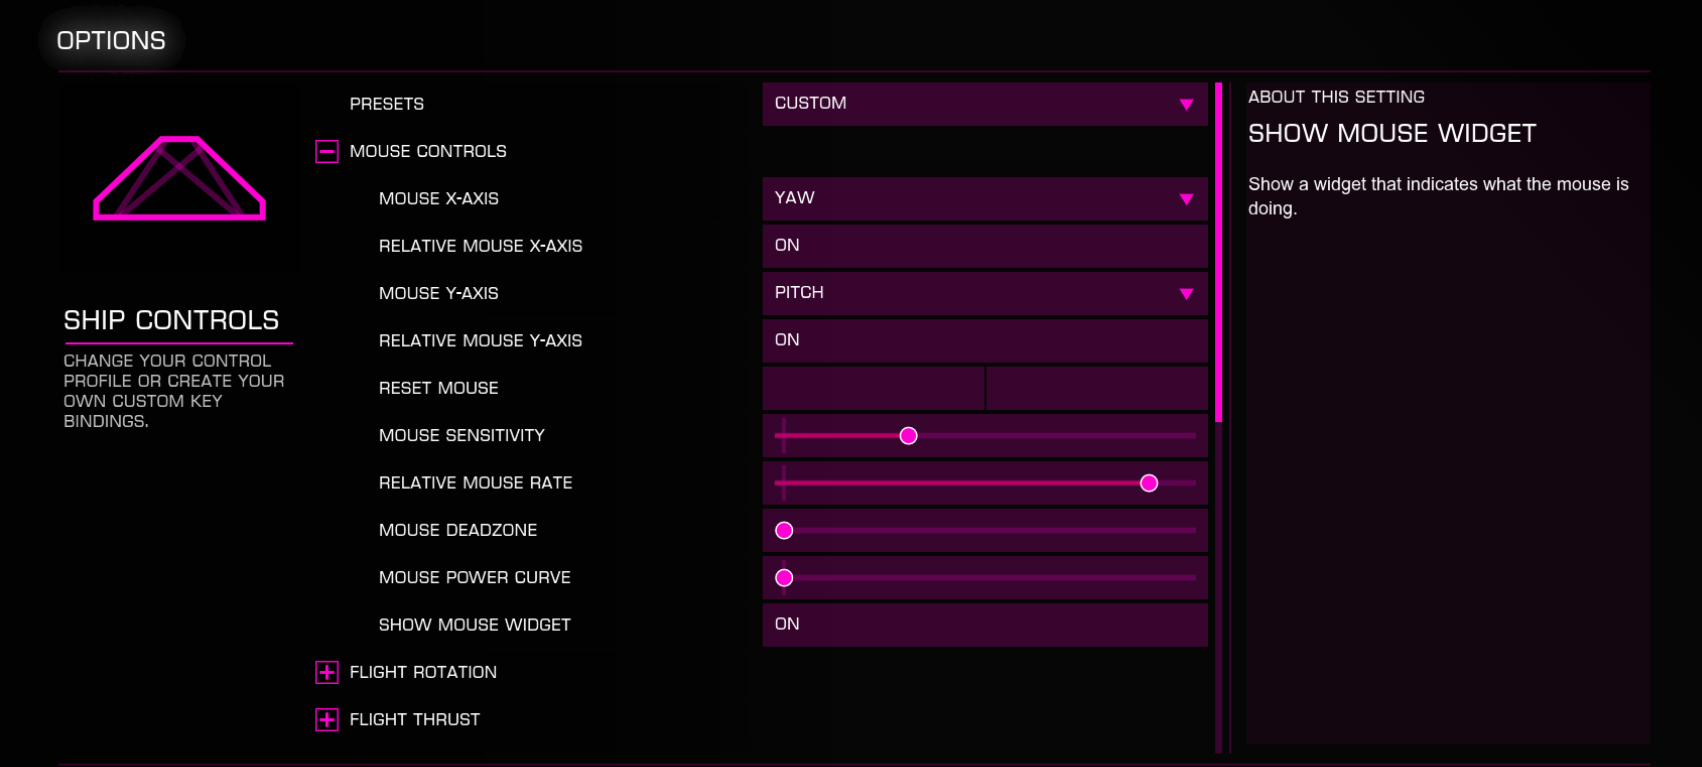 OPTIONS
SHIP CONTROLS
CHANGE YOUR CONTROL
PROFILE OR CREATE YOUR
OWN CUSTOM KEY
BINDINGS.
PRESETS
CUSTOM
MOUSE CONTROLS
MOUSE X-AXIS
YAW
RELATIVE MOUSE X-AXIS
ON
MOUSE Y-AXIS
PITCH
RELATIVE MOUSE Y-AXIS
ON
RESET MOUSE
MOUSE SENSITIVITY
RELATIVE MOUSE RATE
MOUSE DEADZONE
MOUSE POWER CURVE
SHOW MOUSE WIDGET
ON
FLIGHT ROTATION
FLIGHT THRUST
ABOUT THIS SETTING
SHOW MOUSE WIDGET
Show a widget that indicates what the mouse is
doing.